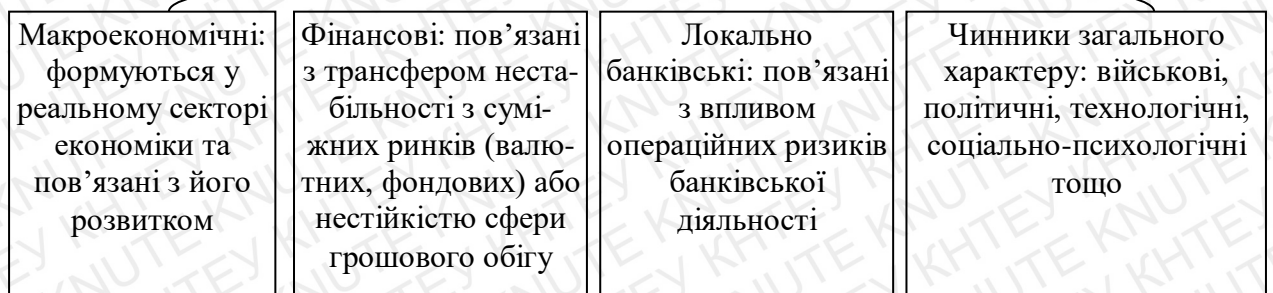 Макроекономічні:
формуються у
реальному секторі
економіки та
пов’язані з його
розвитком
Фінансові: пов’язані
з трансфером неста-
більності з сумі-
жних ринків (валю-
тних, фондових) або
нестійкістю сфери
грошового обігу
Локально
банківські: пов’язані
з впливом
операційних ризиків
банківської
діяльності
Чинники загального
характеру: військові,
політичні, технологічні,
соціально-психологічні
тощо